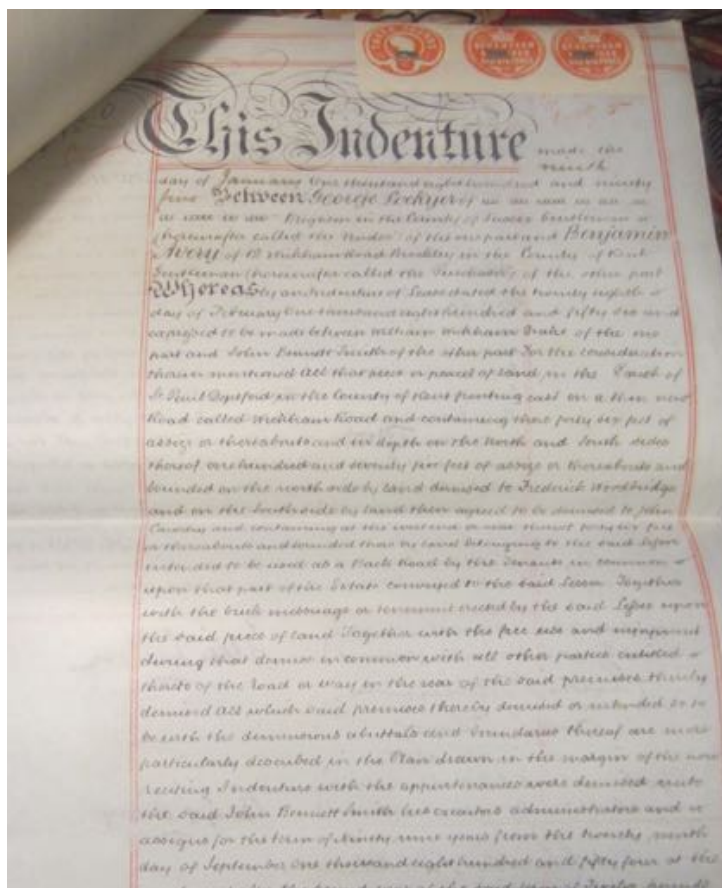 This Indenture made the
ninth
day of January One thousand eight hundred and ninety
five Between George Lockyer of
Brighton in the County of Sussex Gentleman
(hereinafter called the Vendor) of the one part and Benjamin
Avery of Wickham Road Brockley in the County of Kent
Gentleman (hereinafter called the Purchaser) of the other part
Whereas by an Indenture of Lease dated the twenty eighth
day of February One thousand eight hundred and fifty six and
expressed to be made between William Wickham Drake of the one
part and John Bennett Smith of the other part For the consideration
therein mentioned All that piece or parcel of land in the Parish of
St Paul Deptford in the County of Kent fronting east on a then new
Road called Wickham Road and containing there forty six feet of
assize or thereabouts and in depth on the North and South sides
thereof one hundred and seventy feet of assize or thereabouts and
bounded on the north side by land demised to Frederick Woodbridge
and on the South side by land then agreed to be demised to John
and containing at the west end or rear thereof forty six feet
or thereabouts and bounded there by land belonging to the said Lessor
intended to be used as a Back Road by the Tenants in common
upon that part of the Estate conveyed to the said Lessor Together
with the brick messuage or tenement erected by the said Lessee upon
the said piece of land Together with the free use and enjoyment
during that demise in common with all other parties entitled
thereto of the Road or way in the rear of the said premises thereby
demised All which said premises thereby demised or intended so to
be with the dimensions abuttals and boundaries thereof are more
particularly described in the Plan drawn in the margin of the now
reciting Indenture with the appurtenances were demised unto
the said John Bennett Smith his executors administrators and
assigns for the term of Ninety nine years from the twenty ninth
day of September One thousand eight hundred and fifty four at the